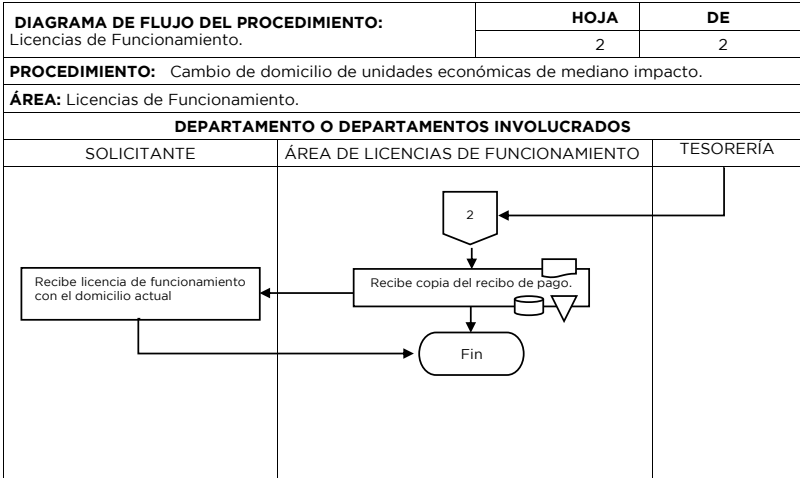 DIAGRAMA DE FLUJO DEL PROCEDIMIENTO:
Licencias de Funcionamiento.
HOJA DE
2 2
PROCEDIMIENTO: Cambio de domicilio de unidades económicas de mediano impacto.
ÁREA: Licencias de Funcionamiento.
DEPARTAMENTO O DEPARTAMENTOS INVOLUCRADOS
SOLICITANTE ÁREA DE LICENCIAS DE FUNCIONAMIENTO TESORERÍA
2
Recibe licencia de funcionamiento
con el domicilio actual
Recibe copia del recibo de pago.
Fin